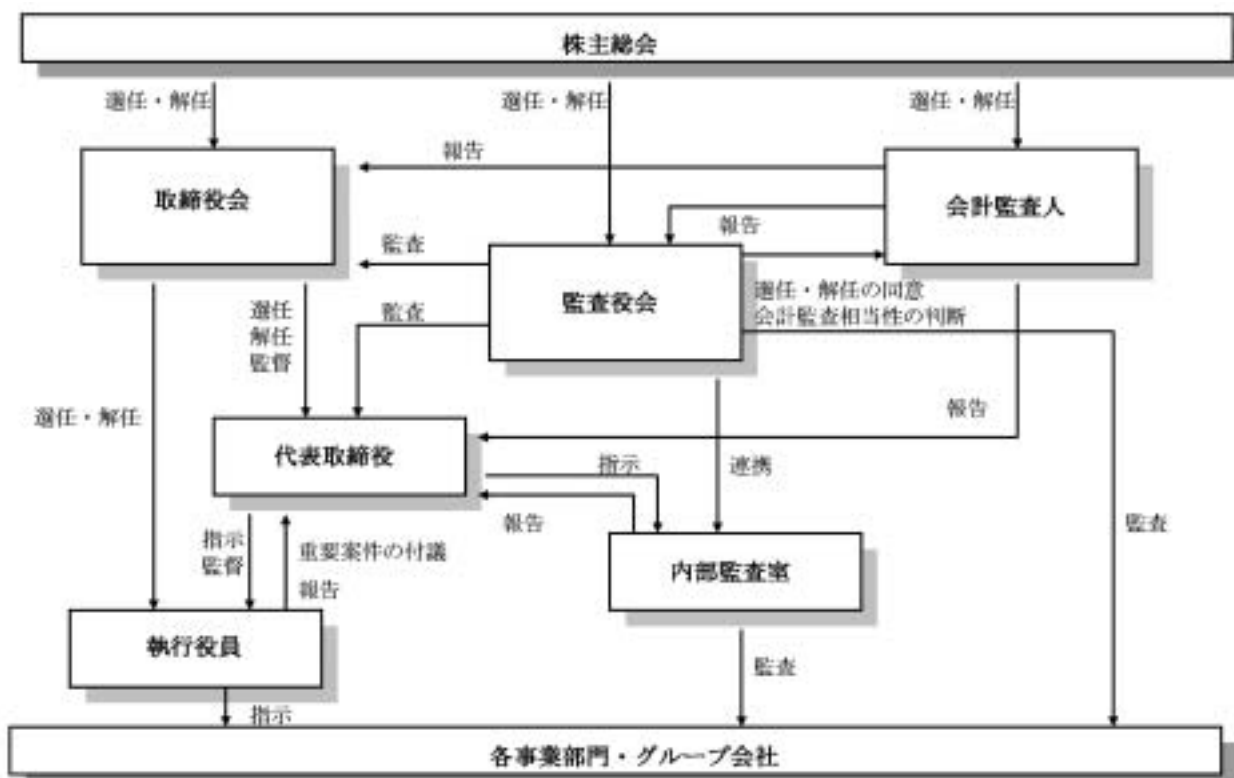 株主総会
選任・解任
選任・解任
選任・解任
報告
取締役会
会計監査人
報告
監査
監査役会
選任・解任の同意
会計監査相当性の判断
選任
解任
監督
監査
選任・解任
報告
代表取締役
指示
連携
報告
監査
指示
監督
重要案件の付議
報告
内部監査室
執行役員
監査
指示
各事業部門・グループ会社